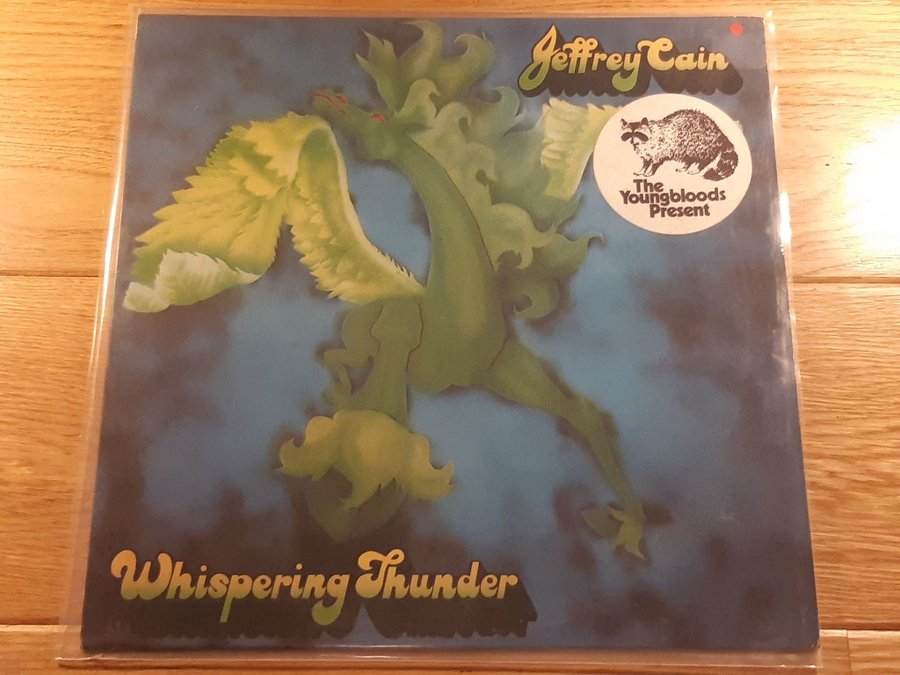 Jeffrey Cain
The
Youngbloods
Present
Whispering Thunder